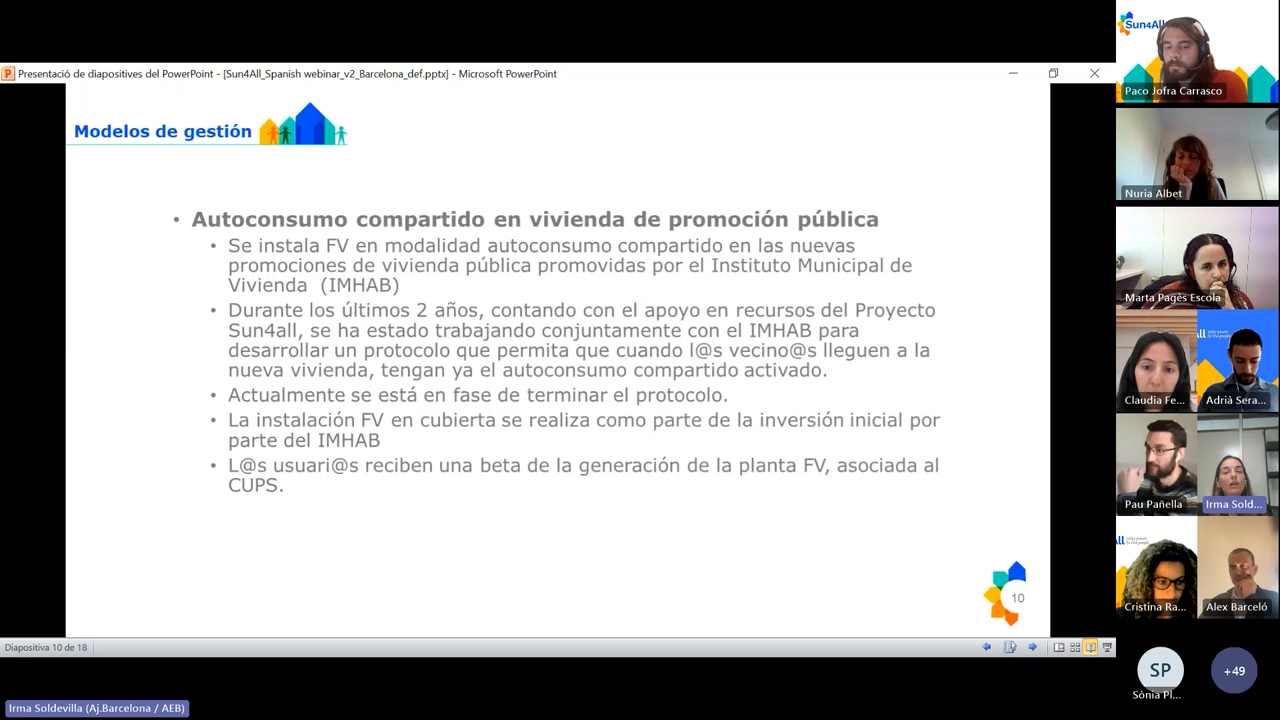 Presentació de diapositives del PowerPoint - [Sun4All_Spanish webinar_v2_Barcelona_def.pptx] - Microsoft PowerPoint
Modelos de gestión
• Autoconsumo compartido en vivienda de promoción pública
• Se instala FV en modalidad autoconsumo compartido en las nuevas
promociones de vivienda pública promovidas por el Instituto Municipal de
Vivienda (IMHAB)
• Durante los últimos 2 años, contando con el apoyo en recursos del Proyecto
Sun4all, se ha estado trabajando conjuntamente con el IMHAB para
desarrollar un protocolo que permita que cuando l@s vecino@s lleguen a la
nueva vivienda, tengan ya el autoconsumo compartido activado.
• Actualmente se está en fase de terminar el protocolo.
• La instalación FV en cubierta se realiza como parte de la inversión inicial por
parte del IMHAB
• L@s usuari@s reciben una beta de la generación de la planta FV, asociada al
CUPS.
10
Diapositiva 10 de 18
Irma Soldevilla (Aj.Barcelona / AEB)
Sun4All
Paco Jofra Carrasco
Nuria Albet
Marta Pagès Escola
Claudia Fe...
Adrià Sera...
Pau Pañella
Irma Sold...
Cristina Ra...
Alex Barceló
SP
Sònia Pl...
+49